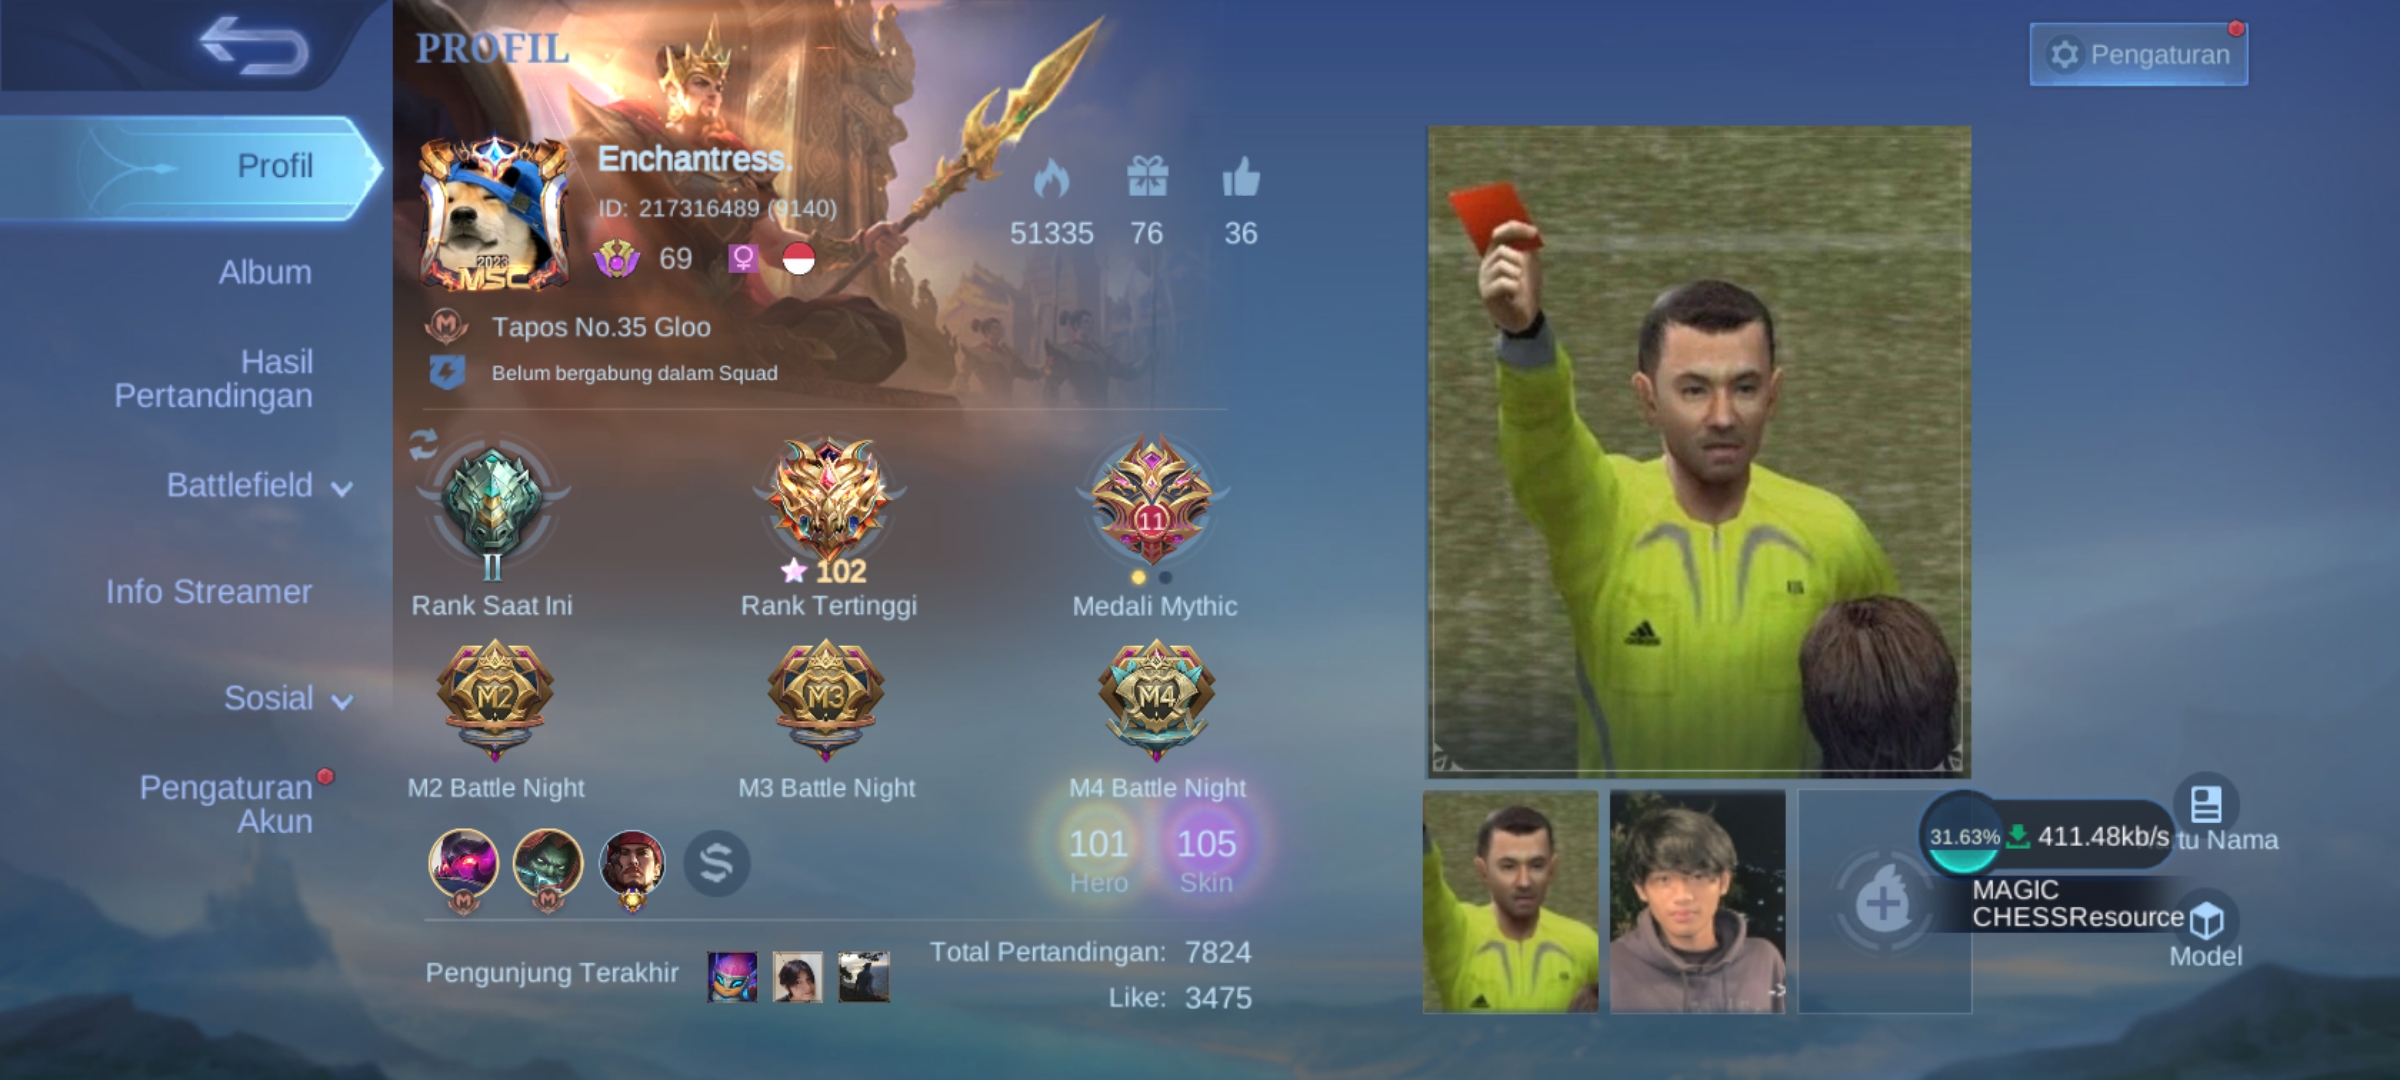 PROFIL
Pengaturan
Profil
Album
Hasil
Pertandingan
Battlefield
Info Streamer
Sosial
Pengaturan
Akun
Enchantress.
ID: 217316489 (9140)
69
2023
MSC
51335
76
36
Tapos No.35 Gloo
Belum bergabung dalam Squad
II
102
11
Rank Saat Ini
Rank Tertinggi
Medali Mythic
M2
M3
M4
M2 Battle Night
M3 Battle Night
M4 Battle Night
101
Hero
105
Skin
Pengunjung Terakhir
Total Pertandingan: 7824
Like: 3475
adidas
31.63%
411.48kb/s
tu Nama
MAGIC
CHESSResource
Model